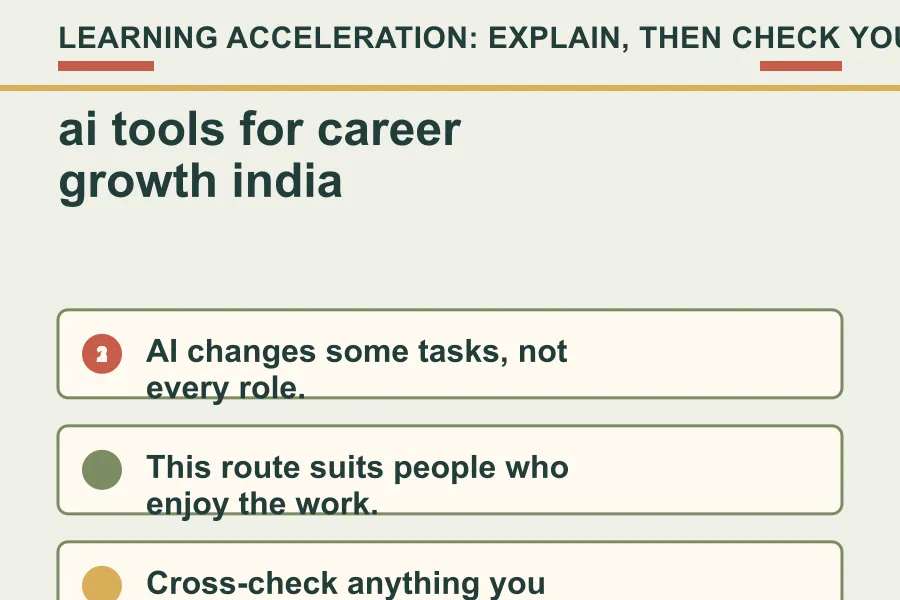 LEARNING ACCELERATION: EXPLAIN, THEN CHECK YOU
ai tools for career
growth india
AI changes some tasks, not
every role.
This route suits people who
enjoy the work.
Cross-check anything you